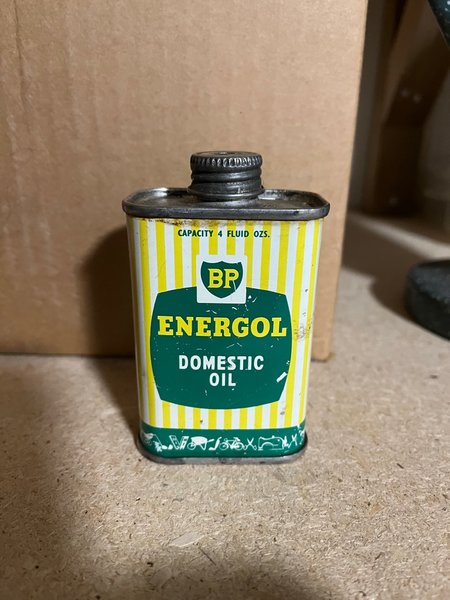 CAPACITY 4 FLUID OZS.
BP
ENERGOL
DOMESTIC
OIL